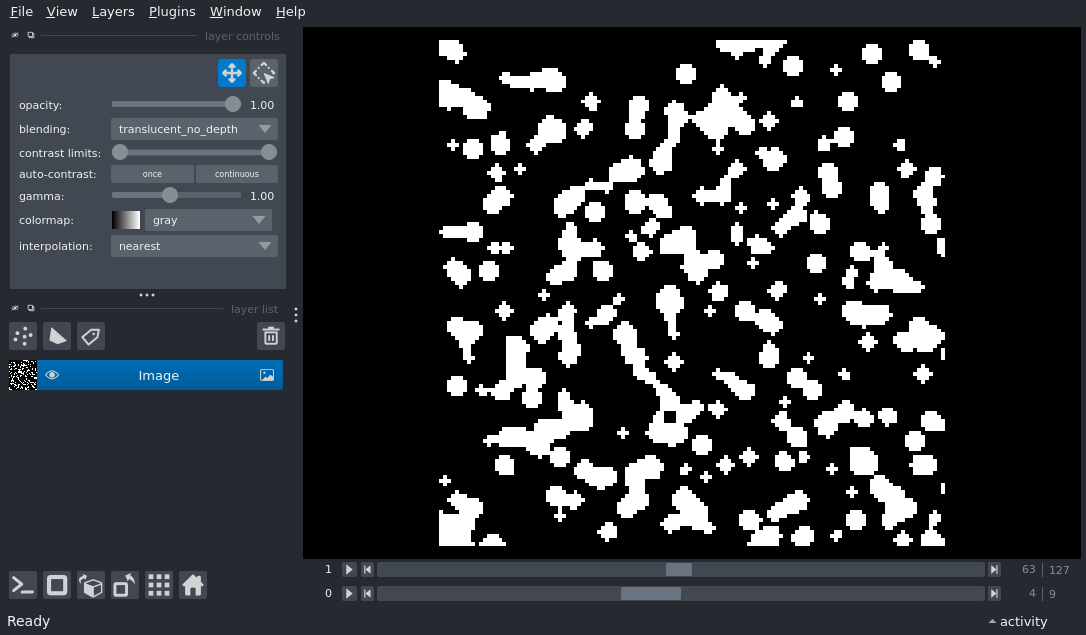 File View Layers Plugins Window Help
layer controls
opacity: 1.00
blending: translucent_no_depth
contrast limits:
auto-contrast: once continuous
gamma: 1.00
colormap: gray
interpolation: nearest
layer list
Image
1 63 127
0 4 9
Ready activity